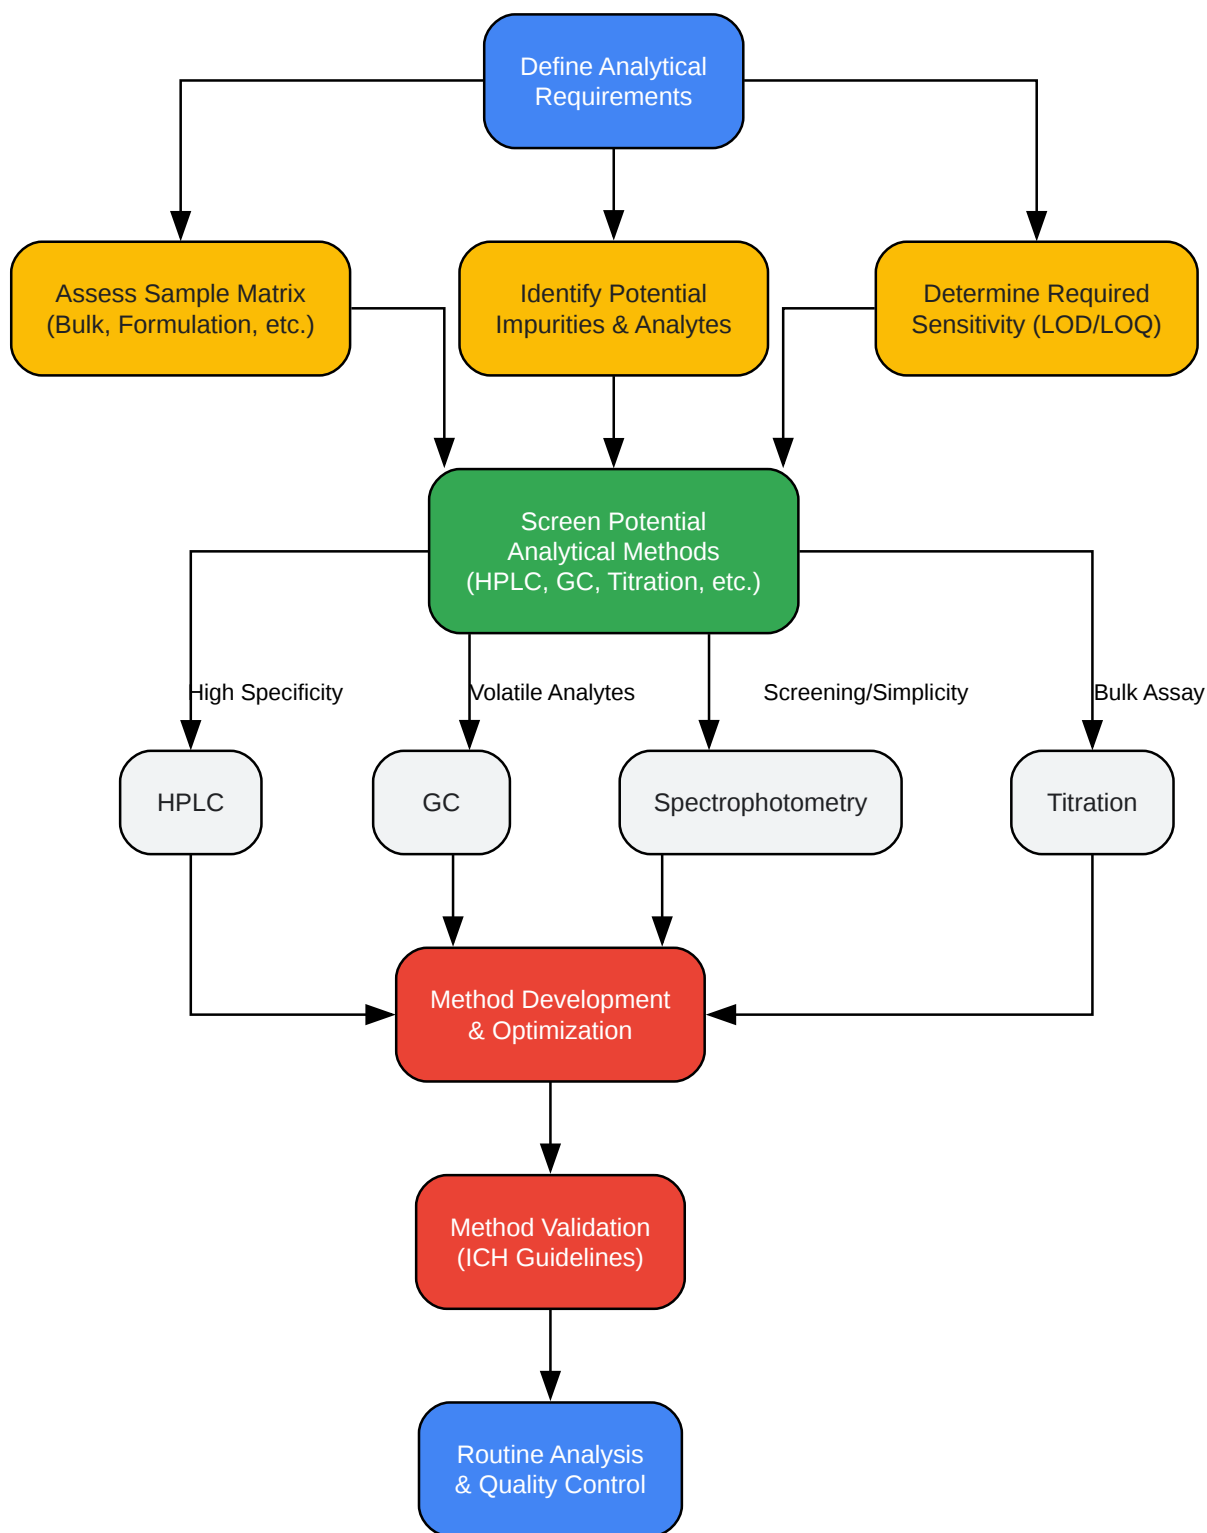 Define Analytical
Requirements
Assess Sample Matrix
(Bulk, Formulation, etc.)
Identify Potential
Impurities & Analytes
Determine Required
Sensitivity (LOD/LOQ)
Screen Potential
Analytical Methods
(HPLC, GC, Titration, etc.)
High Specificity
Volatile Analytes
Screening/Simplicity
Bulk Assay
HPLC
GC
Spectrophotometry
Titration
Method Development
& Optimization
Method Validation
(ICH Guidelines)
Routine Analysis
& Quality Control